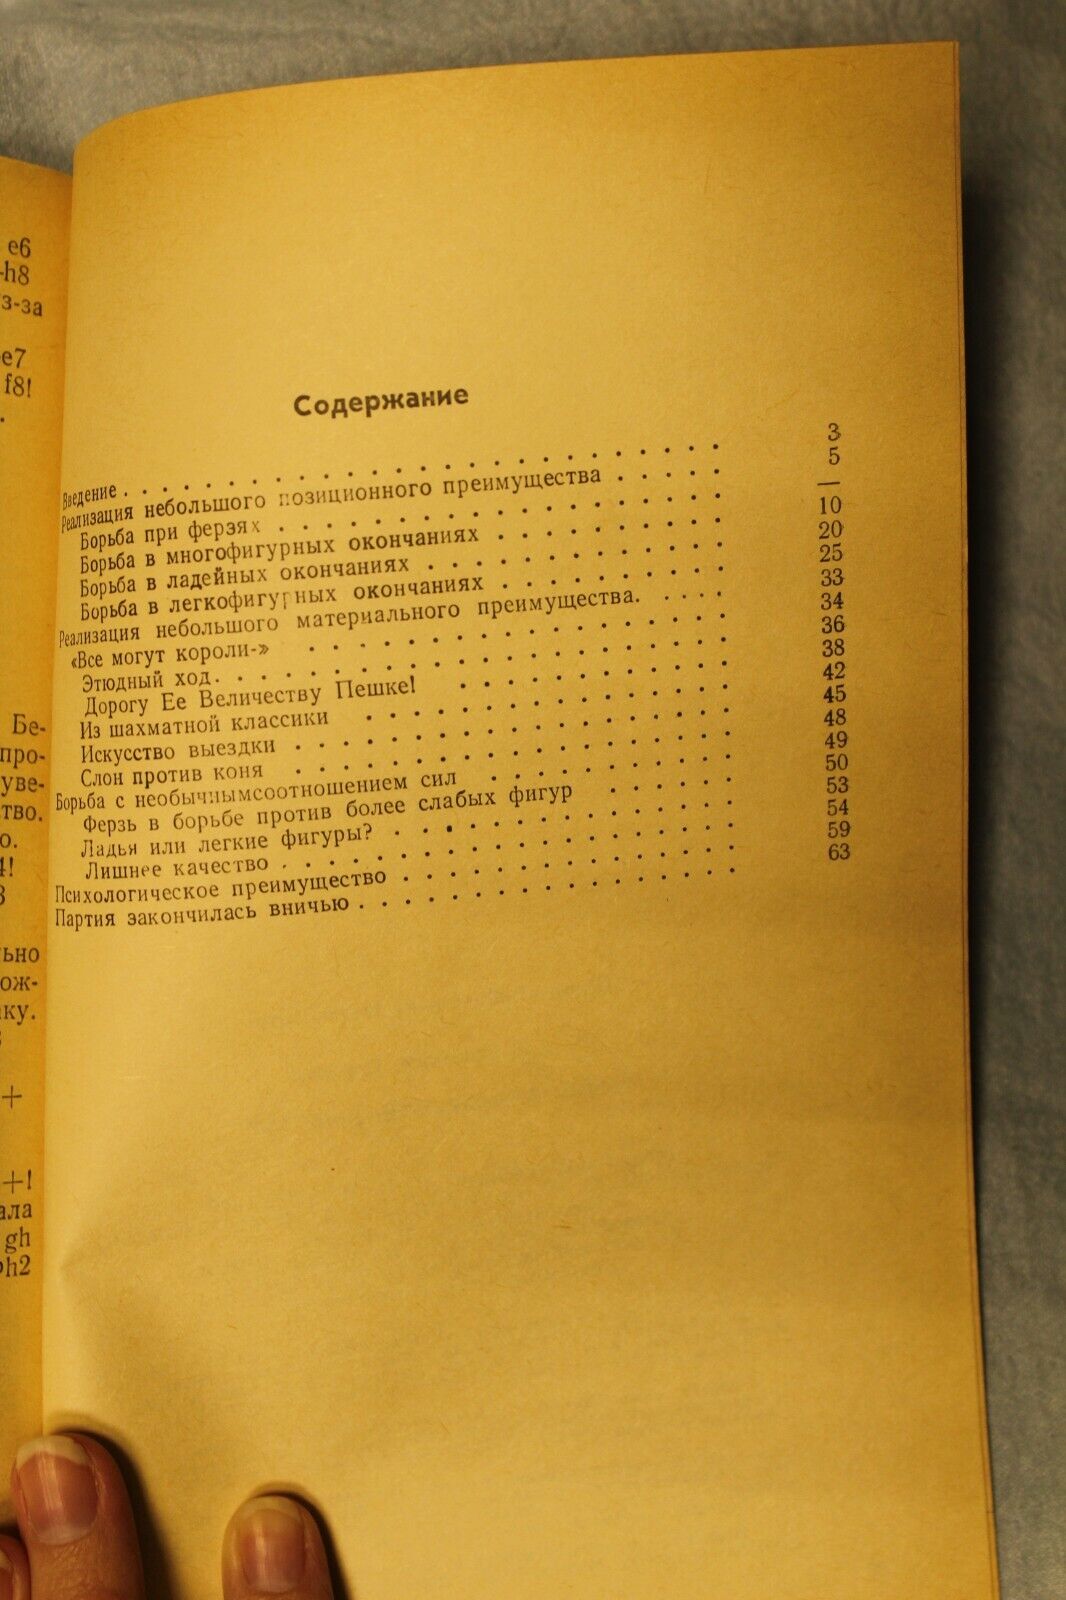 e6
-h8
з-за
e7
f8!
Бе-
про-
уве-
тво.
о.
4!
ьно
ож-
ку.
+
+!
ала
gh
h2
Содержание
Введение . . . . . . . . . . . . . . . . . . . . . . . . 3
Реализация небольшого позиционного преимущества . . . . . 5
Борьба при ферзях . . . . . . . . . . . . . . . . . . —
Борьба в многофигурных окончаниях . . . . . . . . . . 10
Борьба в ладейных окончаниях . . . . . . . . . . . . . 20
Борьба в легкофигурных окончаниях . . . . . . . . . . 25
Реализация небольшого материального преимущества. . . . . 33
«Все могут короли-» . . . . . . . . . . . . . . . . . 34
Этюдный ход. . . . . . . . . . . . . . . . . . . . . . 36
Дорогу Ее Величеству Пешке! . . . . . . . . . . . . . 38
Из шахматной классики . . . . . . . . . . . . . . . . 42
Искусство выездки . . . . . . . . . . . . . . . . . . 45
Слон против коня . . . . . . . . . . . . . . . . . . . 48
Борьба с необычнымсоотношением сил . . . . . . . . . . . 49
Ферзь в борьбе против более слабых фигур . . . . . . . 50
Ладья или легкие фигуры? . . . . . . . . . . . . . . . 53
Лишнее качество . . . . . . . . . . . . . . . . . . . 54
Психологическое преимущество . . . . . . . . . . . . . . 59
Партия закончилась вничью . . . . . . . . . . . . . . . . 63